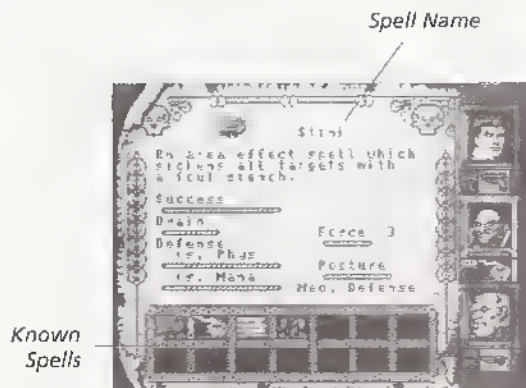 Spell Name
Stink
An area effect spell which
sickens all targets with
a foul stench.
Success
Drain
Force 3
Defense
vs. Phys
Posture
vs. Mana
Neo. Defense
Known
Spells